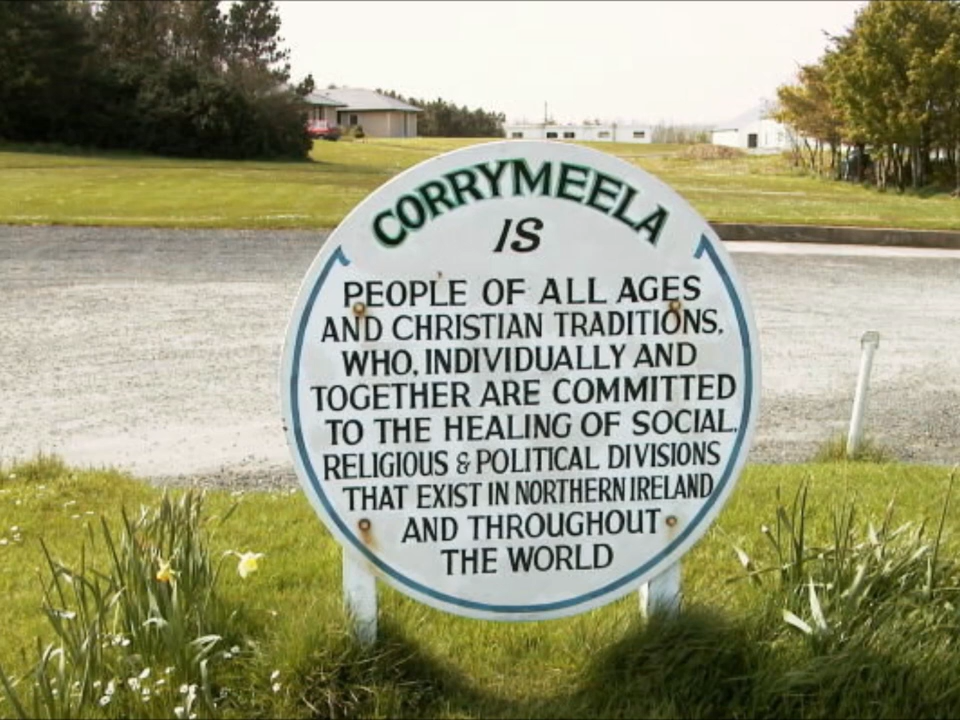 CORRYMEELA
IS
PEOPLE OF ALL AGES
AND CHRISTIAN TRADITIONS.
WHO, INDIVIDUALLY AND
TOGETHER ARE COMMITTED
TO THE HEALING OF SOCIAL,
RELIGIOUS & POLITICAL DIVISIONS
THAT EXIST IN NORTHERN IRELAND
AND THROUGHOUT
THE WORLD